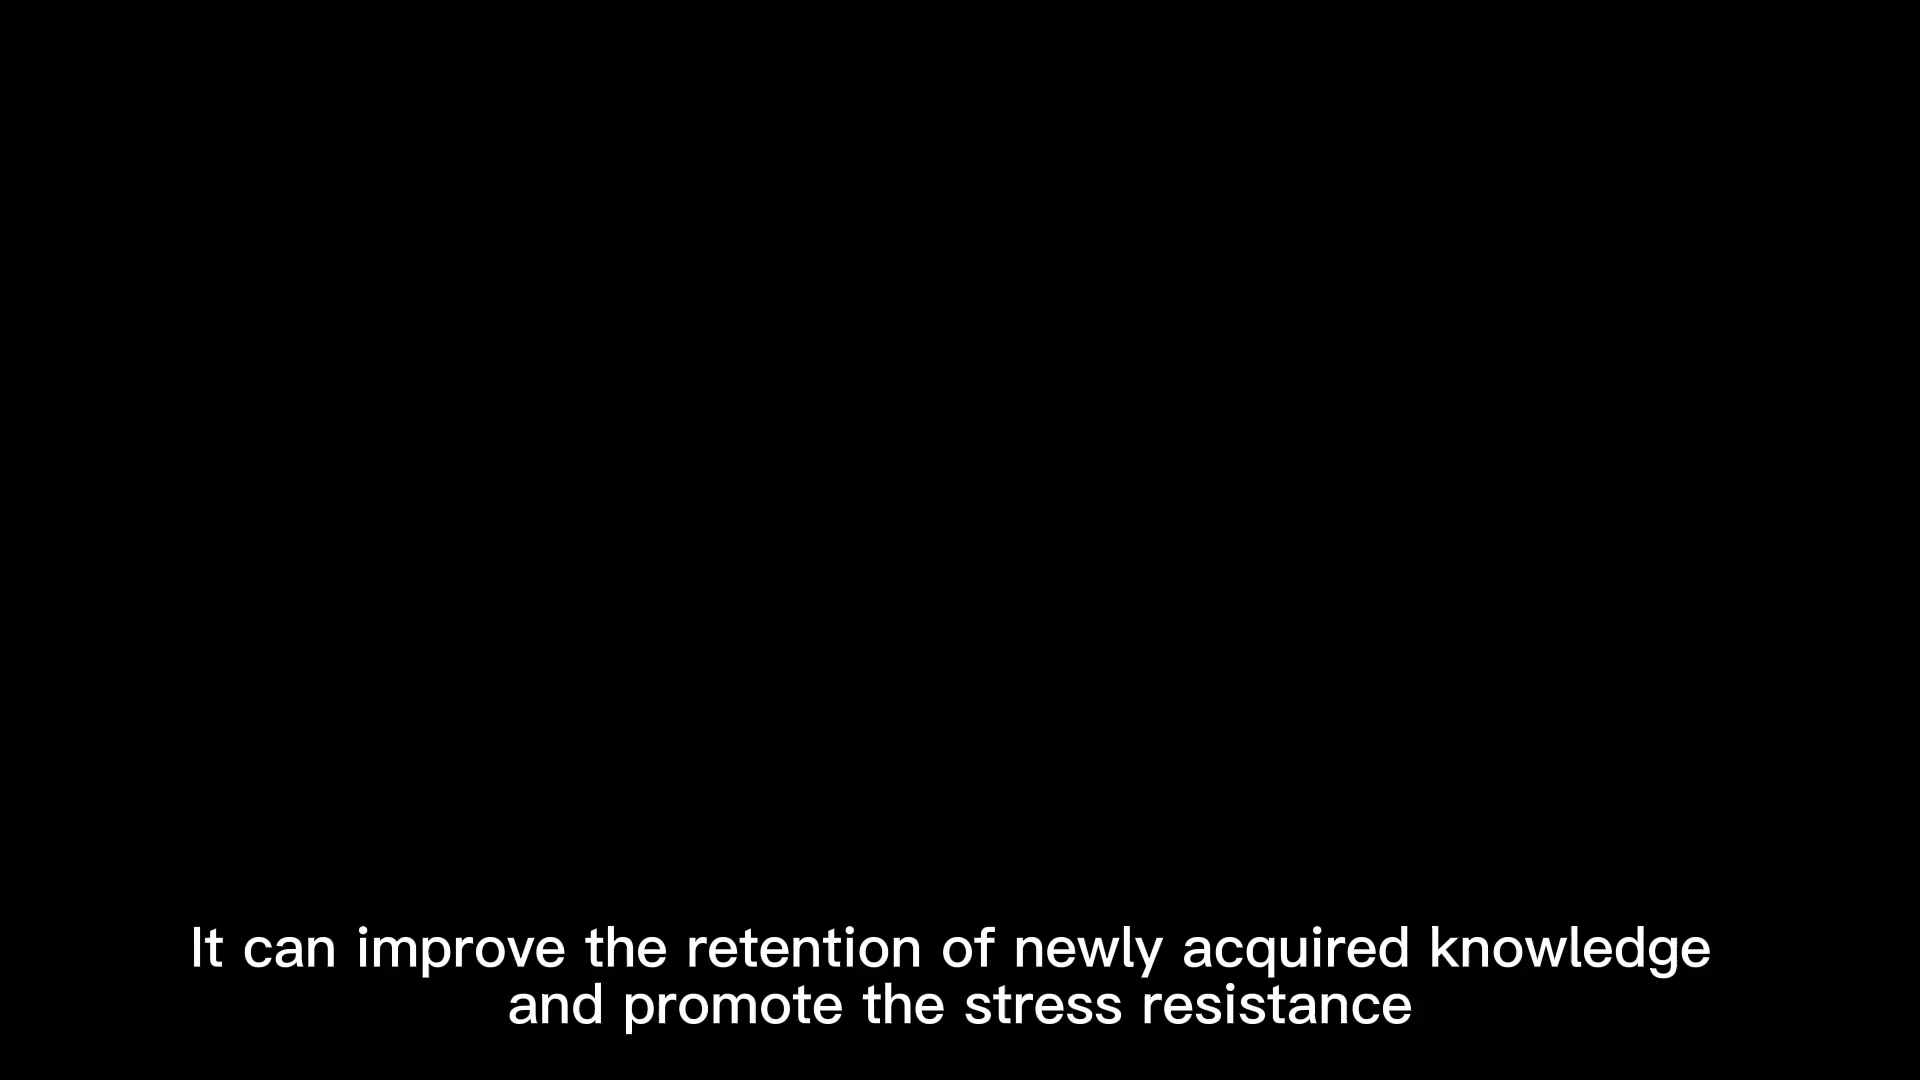 It can improve the retention of newly acquired knowledge
and promote the stress resistance